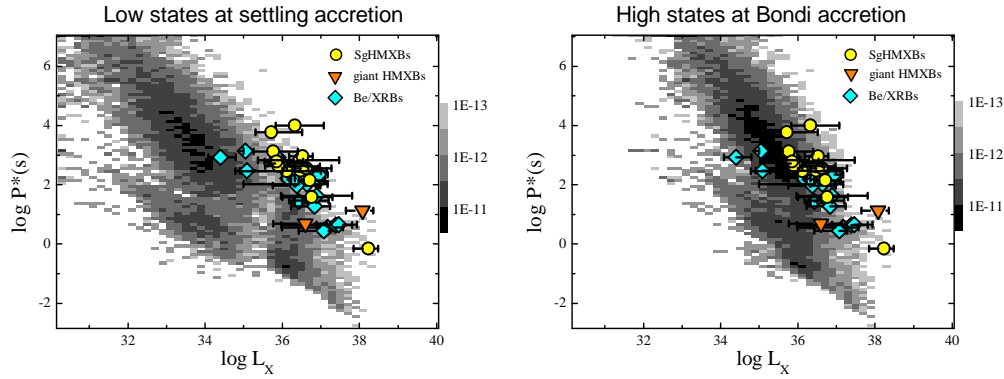 Low states at settling accretion
6
4
2
0
-2
log P*(s)
32 34 36 38 40
log L_X
SgHMXBs
giant HMXBs
Be/XRBs
1E-13
1E-12
1E-11
High states at Bondi accretion
6
4
2
0
-2
log P*(s)
32 34 36 38 40
log L_X
SgHMXBs
giant HMXBs
Be/XRBs
1E-13
1E-12
1E-11